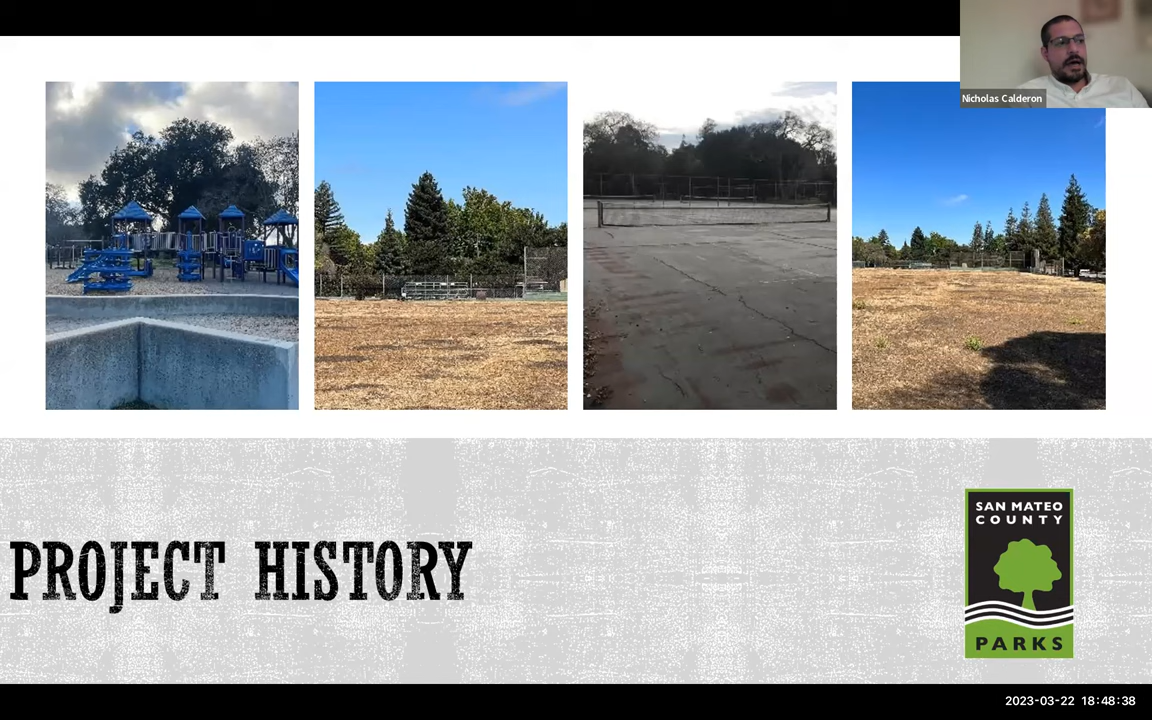 Nicholas Calderon
PROJECT HISTORY
SAN MATEO
COUNTY
PARKS
2023-03-22 18:48:38